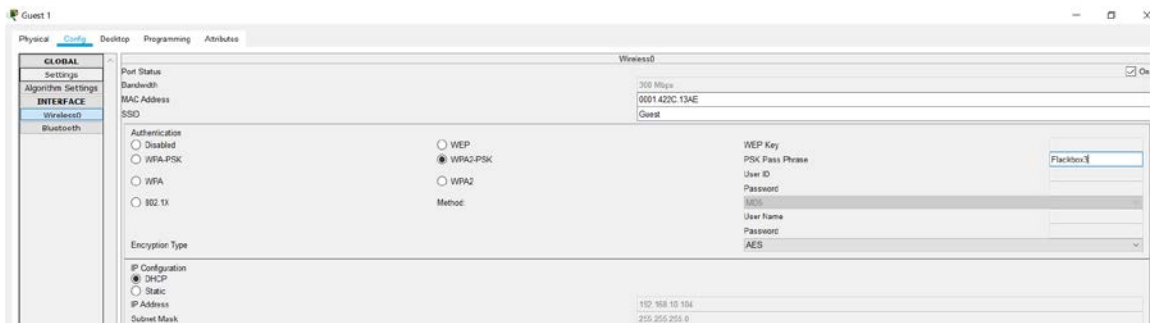 Guest 1
Physical Config Desktop Programming Attributes
GLOBAL
Settings
Algorithm Settings
INTERFACE
Wireless0
Bluetooth
Wireless0
Port Status On
Bandwidth 300 Mbps
MAC Address 0001.422C.13AE
SSID Guest
Authentication
Disabled WEP WEP Key
WPA-PSK WPA2-PSK PSK Pass Phrase Flackbox3
User ID
WPA WPA2
Password
802.1X Method: MD5
User Name
Password
Encryption Type AES
IP Configuration
DHCP
Static
IP Address 192.168.10.104
Subnet Mask 255.255.255.0